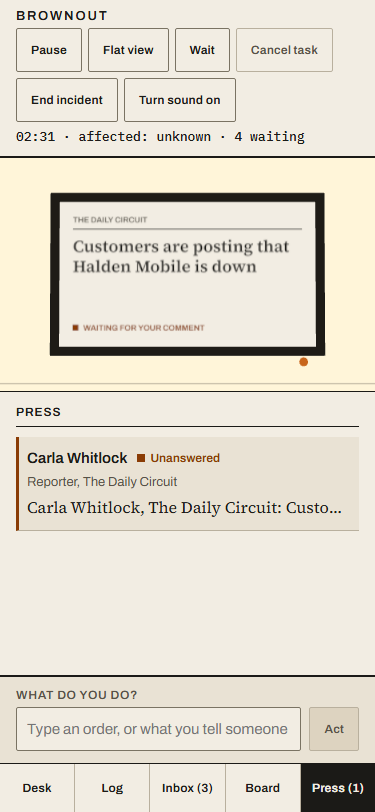 BROWNOUT
Pause
Flat view
Wait
Cancel task
End incident
Turn sound on
02:31 · affected: unknown · 4 waiting
THE DAILY CIRCUIT
Customers are posting that
Halden Mobile is down
WAITING FOR YOUR COMMENT
PRESS
Carla Whitlock
Unanswered
Reporter, The Daily Circuit
Carla Whitlock, The Daily Circuit: Custo...
WHAT DO YOU DO?
Type an order, or what you tell someone
Act
Desk
Log
Inbox (3)
Board
Press (1)